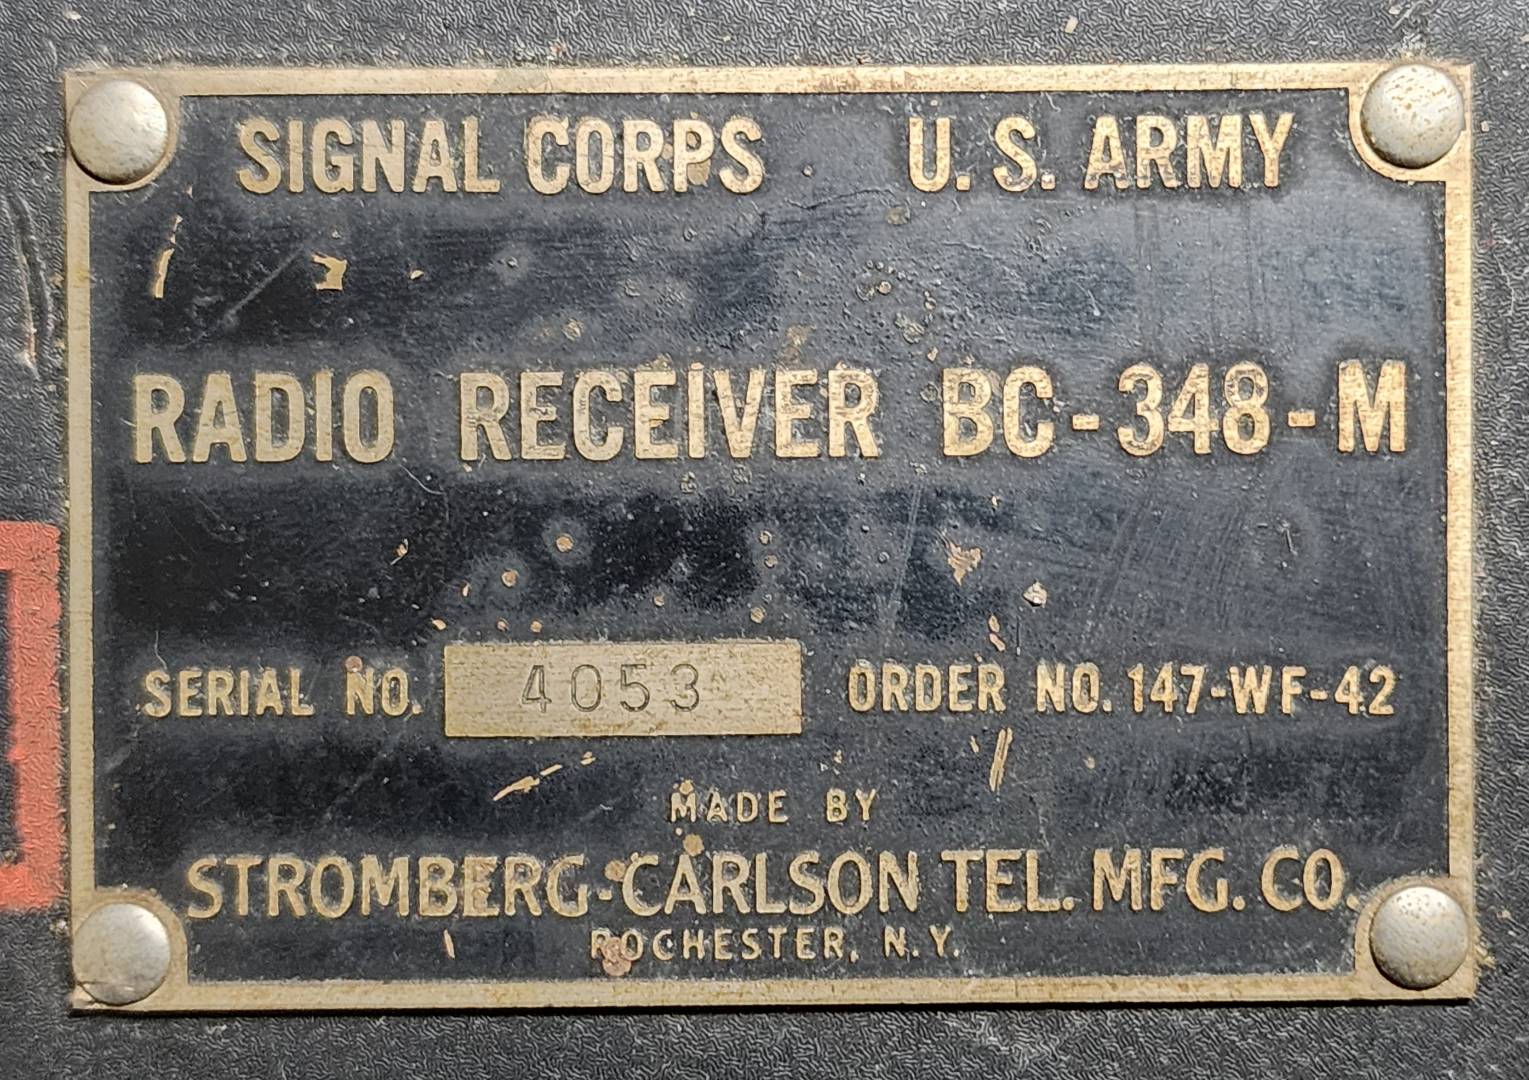 SIGNAL CORPS U. S. ARMY
RADIO RECEIVER BC-348-M
SERIAL NO. 4053 ORDER NO. 147-WF-42
MADE BY
STROMBERG-CARLSON TEL. MFG. CO.
ROCHESTER, N. Y.